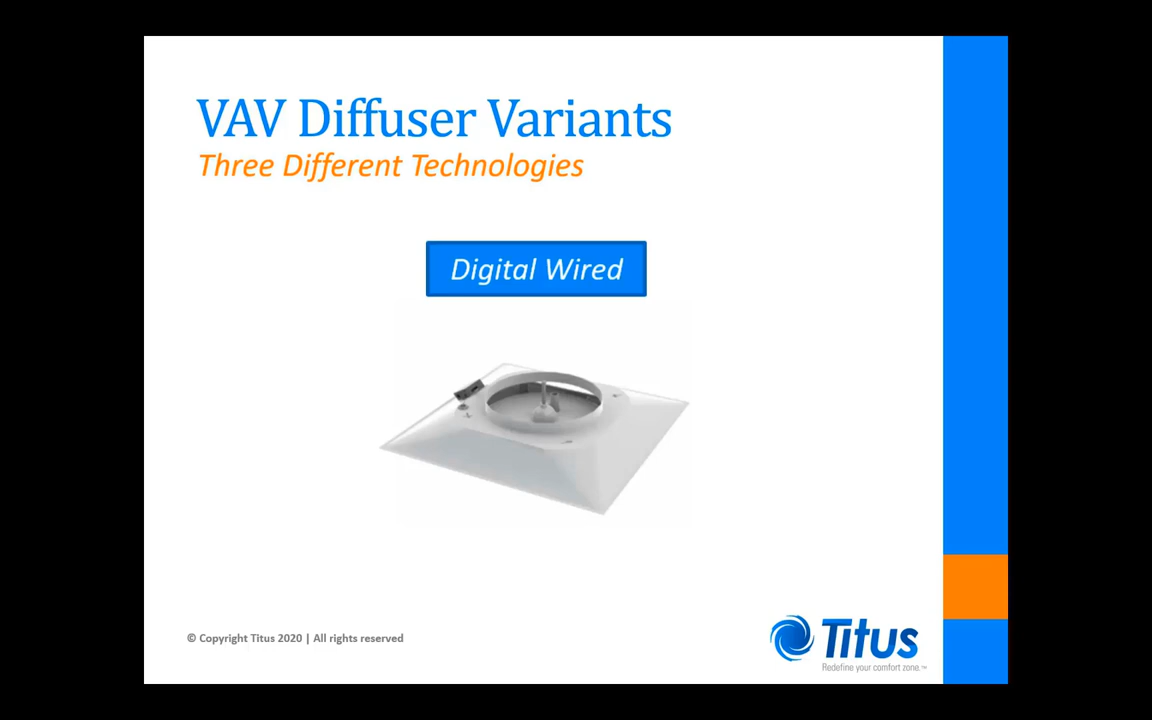 VAV Diffuser Variants
Three Different Technologies
Digital Wired
© Copyright Titus 2020 | All rights reserved
Titus
Redefine your comfort zone.™